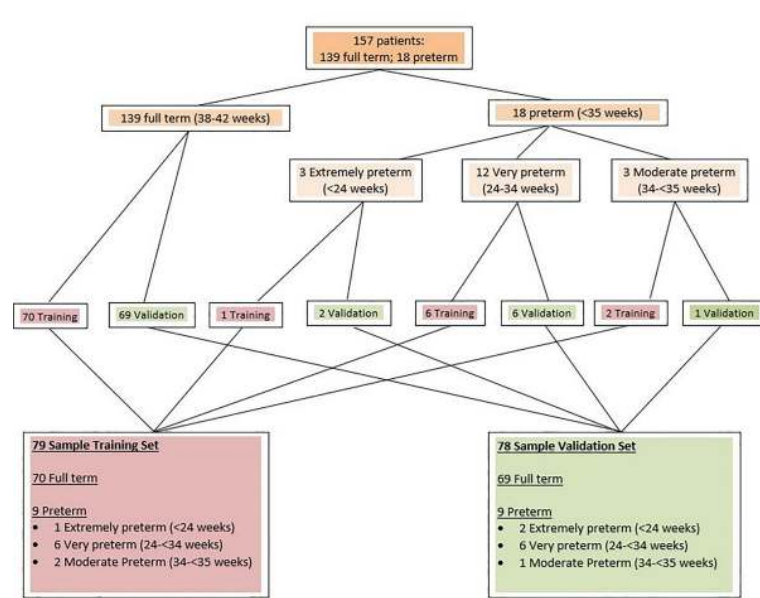 157 patients:
139 full term; 18 preterm
139 full term (38-42 weeks)
18 preterm (<35 weeks)
3 Extremely preterm
(<24 weeks)
12 Very preterm
(24-34 weeks)
3 Moderate preterm
(34-<35 weeks)
70 Training
69 Validation
1 Training
2 Validation
6 Training
6 Validation
2 Training
1 Validation
79 Sample Training Set
70 Full term
9 Preterm
• 1 Extremely preterm (<24 weeks)
• 6 Very preterm (24-<34 weeks)
• 2 Moderate Preterm (34-<35 weeks)
78 Sample Validation Set
69 Full term
9 Preterm
• 2 Extremely preterm (<24 weeks)
• 6 Very preterm (24-<34 weeks)
• 1 Moderate Preterm (34-<35 weeks)